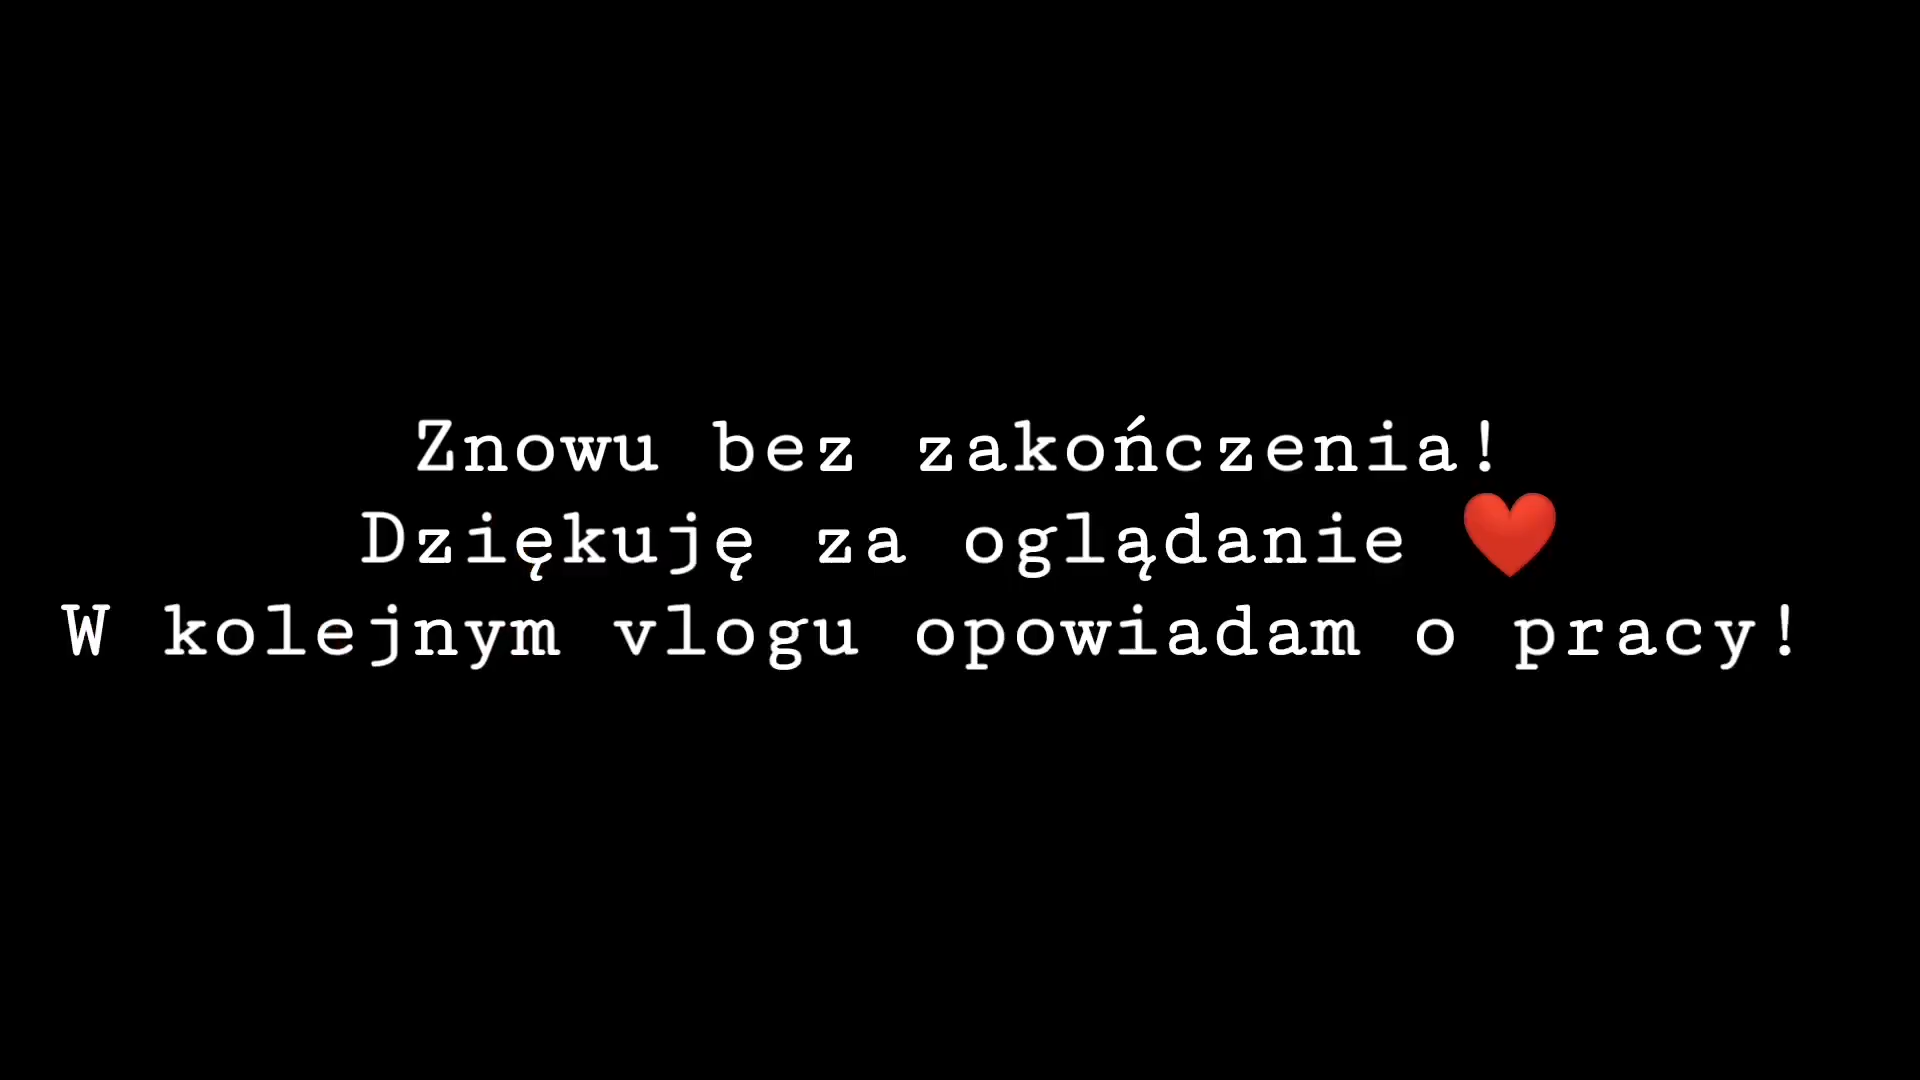 Znowu bez zakończenia!
Dziękuję za oglądanie ❤️
W kolejnym vlogu opowiadam o pracy!